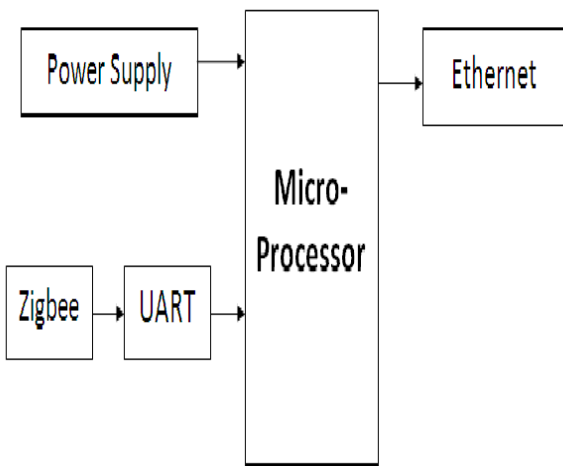 Power Supply
Ethernet
Micro-
Processor
Zigbee
UART